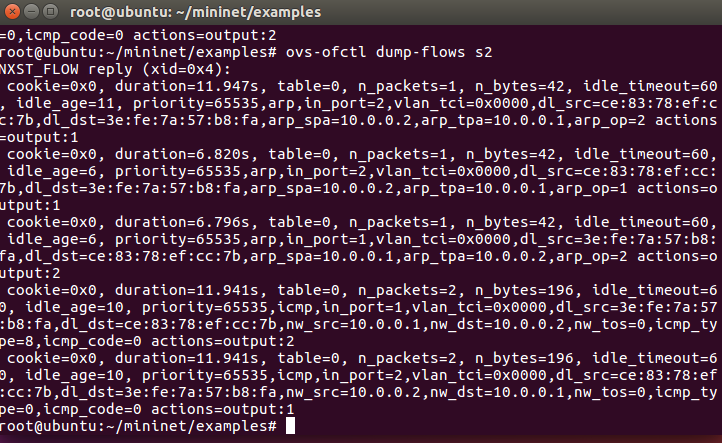 root@ubuntu: ~/mininet/examples
=0,icmp_code=0 actions=output:2
root@ubuntu:~/mininet/examples# ovs-ofctl dump-flows s2
NXST_FLOW reply (xid=0x4):
cookie=0x0, duration=11.947s, table=0, n_packets=1, n_bytes=42, idle_timeout=60
, idle_age=11, priority=65535,arp,in_port=2,vlan_tci=0x0000,dl_src=ce:83:78:ef:c
c:7b,dl_dst=3e:fe:7a:57:b8:fa,arp_spa=10.0.0.2,arp_tpa=10.0.0.1,arp_op=2 actions
=output:1
cookie=0x0, duration=6.820s, table=0, n_packets=1, n_bytes=42, idle_timeout=60,
idle_age=6, priority=65535,arp,in_port=2,vlan_tci=0x0000,dl_src=ce:83:78:ef:cc:
7b,dl_dst=3e:fe:7a:57:b8:fa,arp_spa=10.0.0.2,arp_tpa=10.0.0.1,arp_op=1 actions=o
utput:1
cookie=0x0, duration=6.796s, table=0, n_packets=1, n_bytes=42, idle_timeout=60,
idle_age=6, priority=65535,arp,in_port=1,vlan_tci=0x0000,dl_src=3e:fe:7a:57:b8:
fa,dl_dst=ce:83:78:ef:cc:7b,arp_spa=10.0.0.1,arp_tpa=10.0.0.2,arp_op=2 actions=o
utput:2
cookie=0x0, duration=11.941s, table=0, n_packets=2, n_bytes=196, idle_timeout=6
0, idle_age=10, priority=65535,icmp,in_port=1,vlan_tci=0x0000,dl_src=3e:fe:7a:57
:b8:fa,dl_dst=ce:83:78:ef:cc:7b,nw_src=10.0.0.1,nw_dst=10.0.0.2,nw_tos=0,icmp_ty
pe=8,icmp_code=0 actions=output:2
cookie=0x0, duration=11.941s, table=0, n_packets=2, n_bytes=196, idle_timeout=6
0, idle_age=10, priority=65535,icmp,in_port=2,vlan_tci=0x0000,dl_src=ce:83:78:ef
:cc:7b,dl_dst=3e:fe:7a:57:b8:fa,nw_src=10.0.0.2,nw_dst=10.0.0.1,nw_tos=0,icmp_ty
pe=0,icmp_code=0 actions=output:1
root@ubuntu:~/mininet/examples#